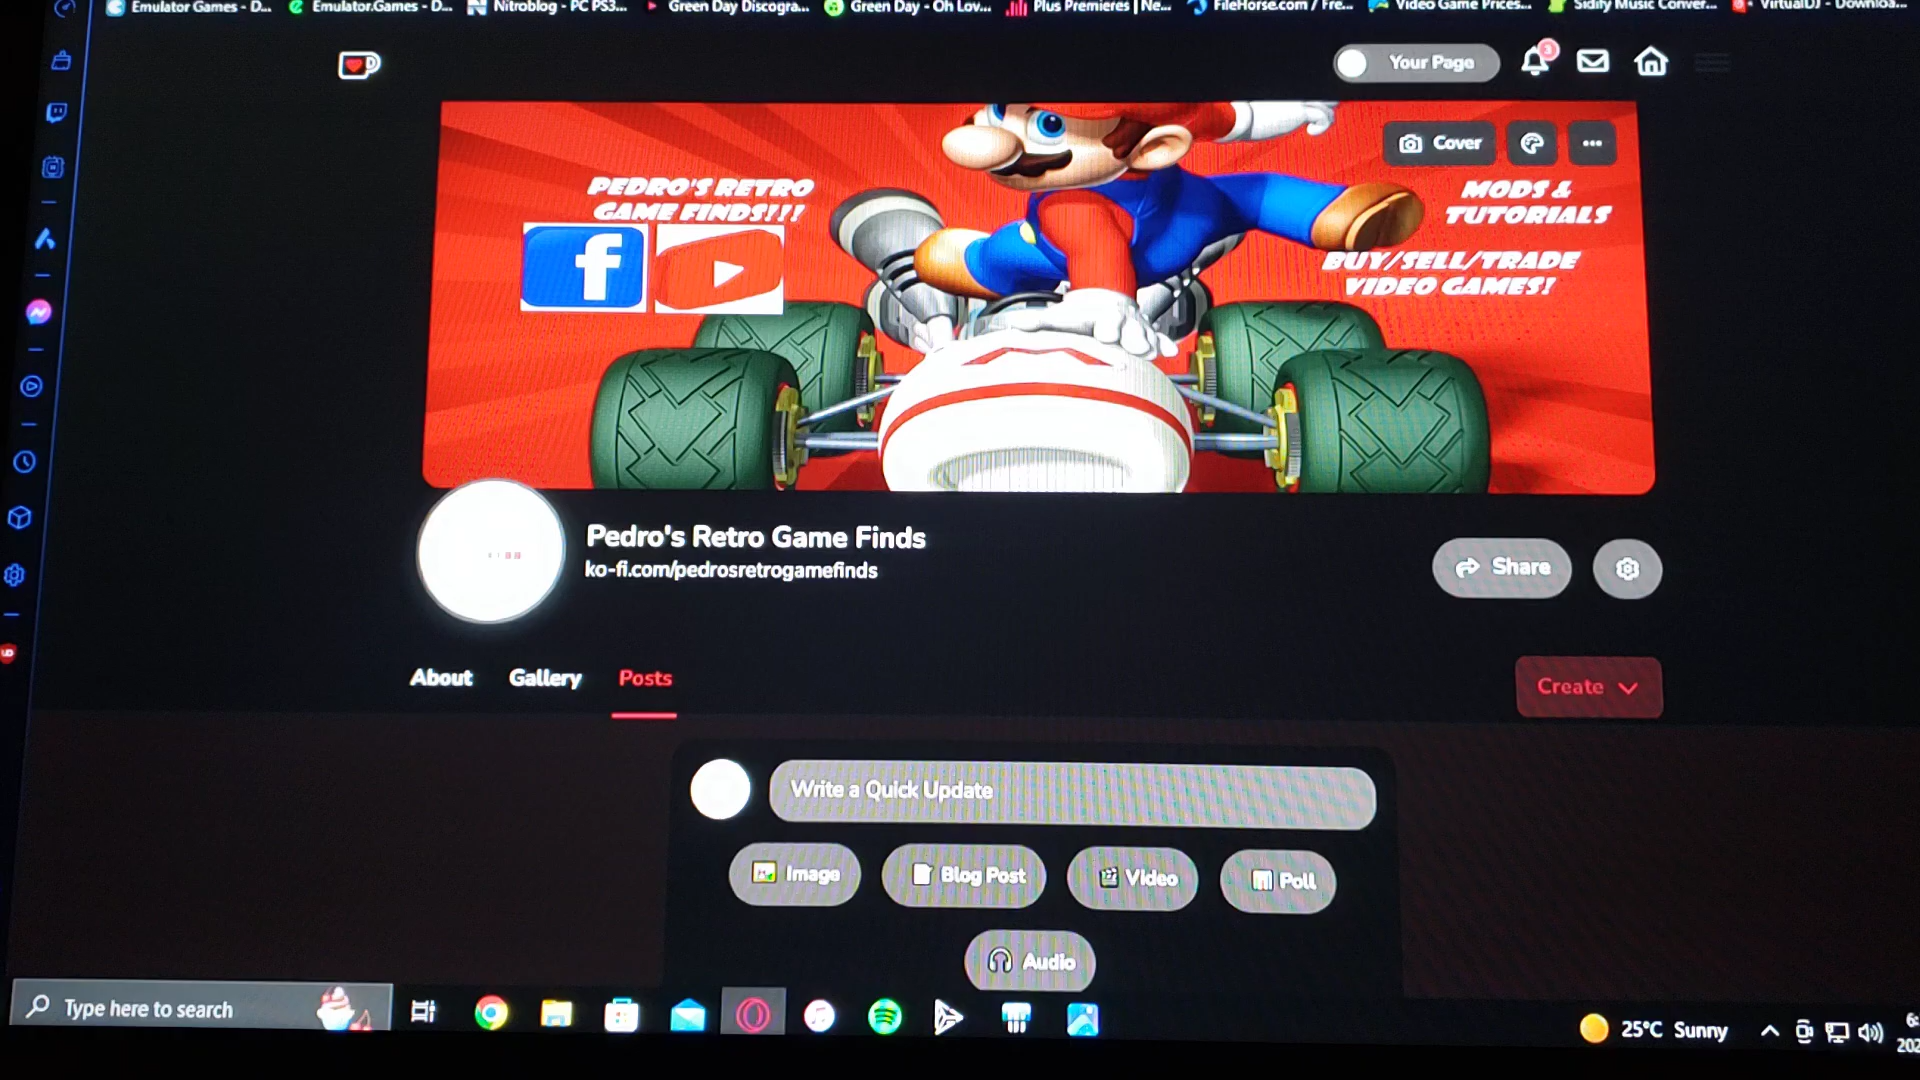 Emulator Games - D...
Emulator.Games - D...
Nitroblog - PC PS3...
Green Day Discogra...
Green Day - Oh Lov...
Plus Premieres | Ne...
FileHorse.com / Fre...
Video Game Prices...
Sidify Music Conver...
VirtualDJ - Downloa...
Your Page
3
Cover
PEDRO'S RETRO
GAME FINDS!!!
MODS &
TUTORIALS
BUY/SELL/TRADE
VIDEO GAMES!
Pedro's Retro Game Finds
ko-fi.com/pedrosretrogamefinds
Share
About
Gallery
Posts
Create
Write a Quick Update
Image
Blog Post
Video
Poll
Audio
Type here to search
25°C Sunny